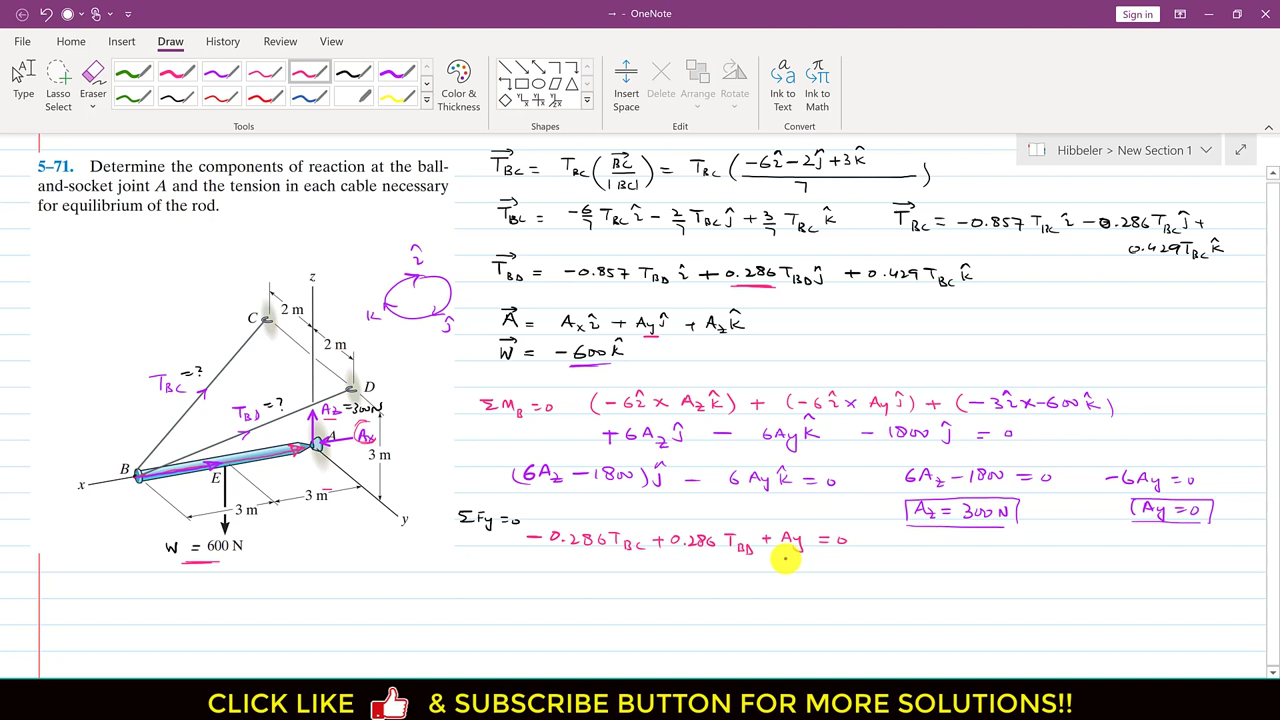 → - OneNote
Sign in
File Home Insert Draw History Review View
Type
Lasso Select
Eraser
Color & Thickness
Insert Space
Delete
Arrange
Rotate
Ink to Text
Ink to Math
Tools
Shapes
Edit
Convert
Hibbeler > New Section 1
5–71. Determine the components of reaction at the ball-
and-socket joint A and the tension in each cable necessary
for equilibrium of the rod.
z
2 m
C
2 m
D
T_BC = ?
T_BD = ?
Az = 300N
A
Ax
3 m
B
x
E
3 m
3 m
y
W = 600 N
î
k
ĵ
T_BC = T_BC (BC / |BC|) = T_BC (-6î - 2ĵ + 3k̂ / 7)
T_BC = -6/7 T_BC î - 2/7 T_BC ĵ + 3/7 T_BC k̂
T_BC = -0.857 T_BC î - 0.286 T_BC ĵ +
0.429 T_BC k̂
T_BD = -0.857 T_BD î + 0.286 T_BD ĵ + 0.429 T_BC k̂
A = Ax î + Ay ĵ + Az k̂
W = -600 k̂
ΣM_B = 0 (-6î × Az k̂) + (-6î × Ay ĵ) + (-3î × -600 k̂)
+ 6Az ĵ - 6Ay k̂ - 1800 ĵ = 0
(6Az - 1800) ĵ - 6 Ay k̂ = 0
6Az - 1800 = 0
-6Ay = 0
Az = 300 N
Ay = 0
ΣFy = 0
-0.286 T_BC + 0.286 T_BD + Ay = 0
CLICK LIKE & SUBSCRIBE BUTTON FOR MORE SOLUTIONS!!